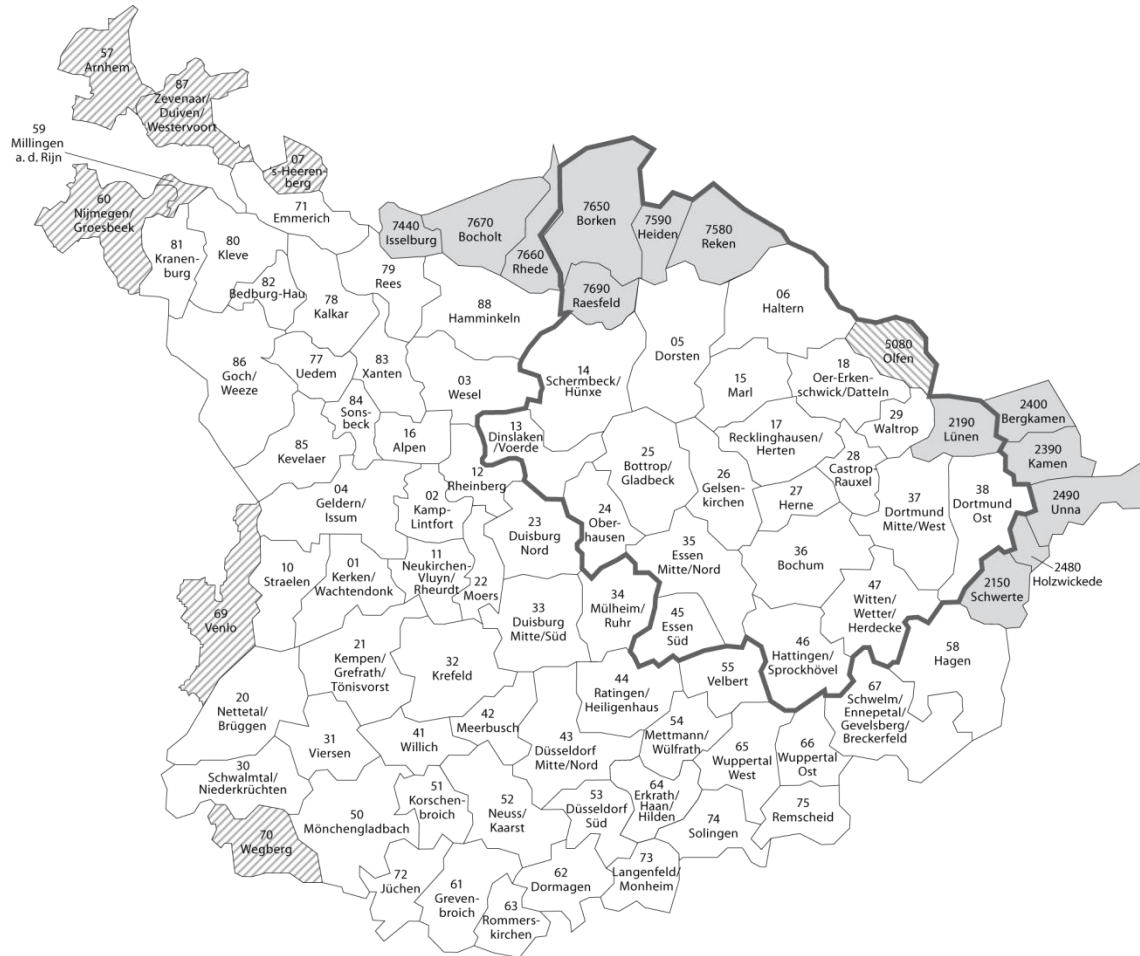 57
Arnhem
87
Zevenaar/
Duiven/
Westervoort
59
Millingen
a. d. Rijn
07
's-Heeren-
berg
60
Nijmegen/
Groesbeek
71
Emmerich
81
Kranen-
burg
80
Kleve
82
Bedburg-Hau
78
Kalkar
79
Rees
7440
Isselburg
7670
Bocholt
7660
Rhede
7650
Borken
7590
Heiden
7580
Reken
7690
Raesfeld
88
Hamminkeln
06
Haltern
05
Dorsten
5080
Olfen
86
Goch/
Weeze
77
Uedem
83
Xanten
84
Sons-
beck
03
Wesel
14
Schermbeck/
Hünxe
15
Marl
18
Oer-Erken-
schwick/Datteln
29
Waltrop
2190
Lünen
2400
Bergkamen
2390
Kamen
2490
Unna
2480
Holzwickede
2150
Schwerte
85
Kevelaer
16
Alpen
13
Dinslaken
/Voerde
12
Rheinberg
25
Bottrop/
Gladbeck
17
Recklinghausen/
Herten
28
Castrop-
Rauxel
26
Gelsen-
kirchen
27
Herne
37
Dortmund
Mitte/West
38
Dortmund
Ost
04
Geldern/
Issum
02
Kamp-
Lintfort
23
Duisburg
Nord
24
Ober-
hausen
35
Essen
Mitte/Nord
36
Bochum
10
Straelen
01
Kerken/
Wachtendonk
11
Neukirchen-
Vluyn/
Rheurdt
22
Moers
33
Duisburg
Mitte/Süd
34
Mülheim/
Ruhr
45
Essen
Süd
47
Witten/
Wetter/
Herdecke
46
Hattingen/
Sprockhövel
58
Hagen
69
Venlo
21
Kempen/
Grefrath/
Tönisvorst
32
Krefeld
44
Ratingen/
Heiligenhaus
55
Velbert
67
Schwelm/
Ennepetal/
Gevelsberg/
Breckerfeld
20
Nettetal/
Brüggen
31
Viersen
41
Willich
42
Meerbusch
43
Düsseldorf
Mitte/Nord
54
Mettmann/
Wülfrath
65
Wuppertal
West
66
Wuppertal
Ost
30
Schwalmtal/
Niederkrüchten
50
Mönchengladbach
51
Korschen-
broich
52
Neuss/
Kaarst
53
Düsseldorf
Süd
64
Erkrath/
Haan/
Hilden
74
Solingen
75
Remscheid
70
Wegberg
72
Jüchen
61
Greven-
broich
63
Rommers-
kirchen
62
Dormagen
73
Langenfeld/
Monheim